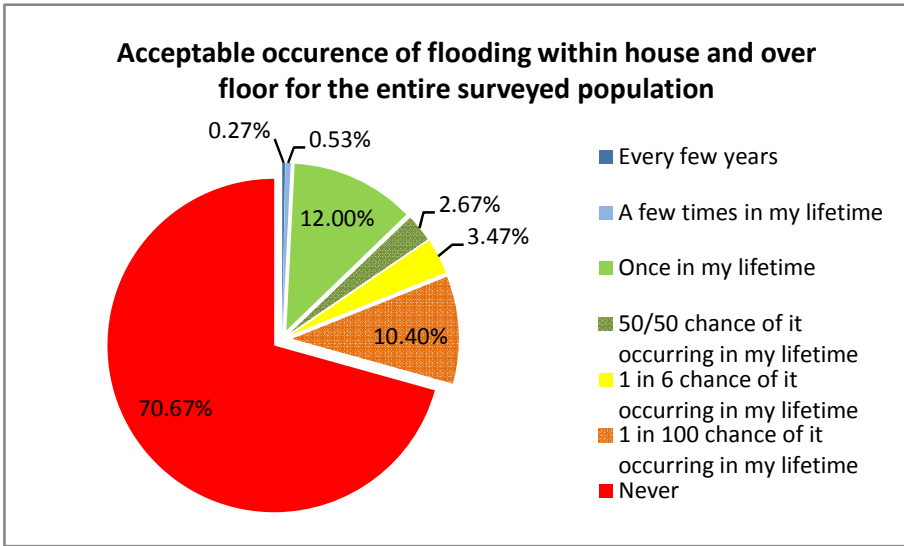 Acceptable occurence of flooding within house and over
floor for the entire surveyed population
0.27%
0.53%
12.00%
2.67%
3.47%
10.40%
70.67%
Every few years
A few times in my lifetime
Once in my lifetime
50/50 chance of it
occurring in my lifetime
1 in 6 chance of it
occurring in my lifetime
1 in 100 chance of it
occurring in my lifetime
Never